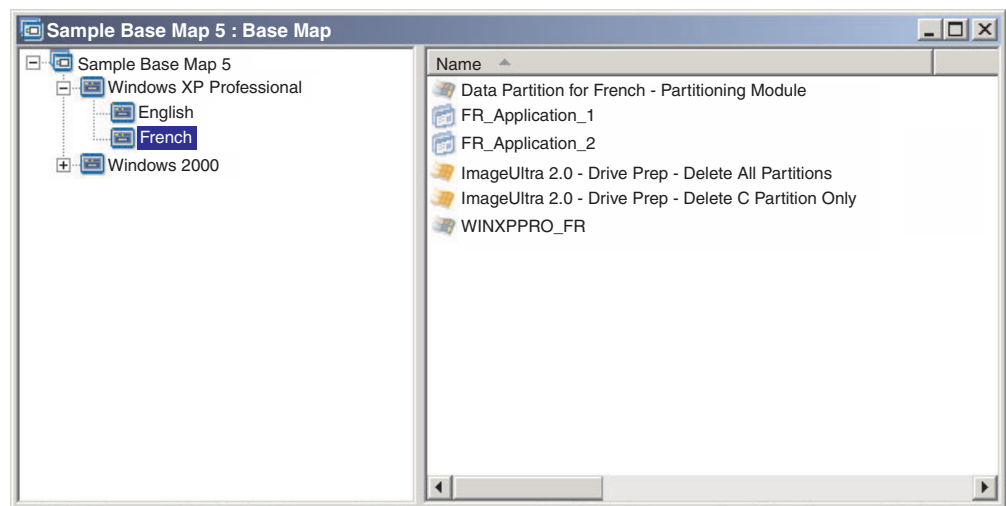 Sample Base Map 5 : Base Map
Sample Base Map 5
Windows XP Professional
English
French
Windows 2000
Name
Data Partition for French - Partitioning Module
FR_Application_1
FR_Application_2
ImageUltra 2.0 - Drive Prep - Delete All Partitions
ImageUltra 2.0 - Drive Prep - Delete C Partition Only
WINXPPRO_FR